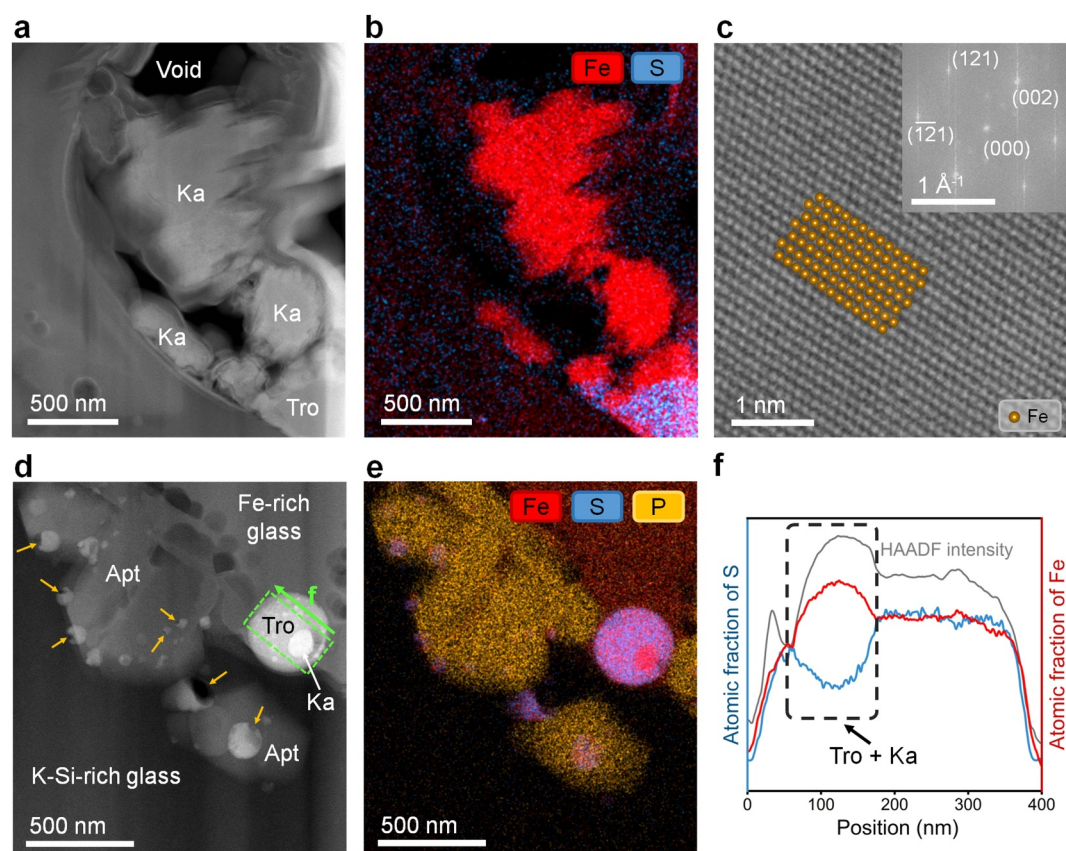 a
Void
Ka
Ka
Ka
Tro
500 nm
b
Fe
S
500 nm
c
(121)
(002)
(1̅2̅1)
(000)
1 Å⁻¹
1 nm
Fe
d
Fe-rich
glass
Apt
f
Tro
Ka
Apt
K-Si-rich glass
500 nm
e
Fe
S
P
500 nm
f
HAADF intensity
Atomic fraction of S
Atomic fraction of Fe
Tro + Ka
0
100
200
300
400
Position (nm)